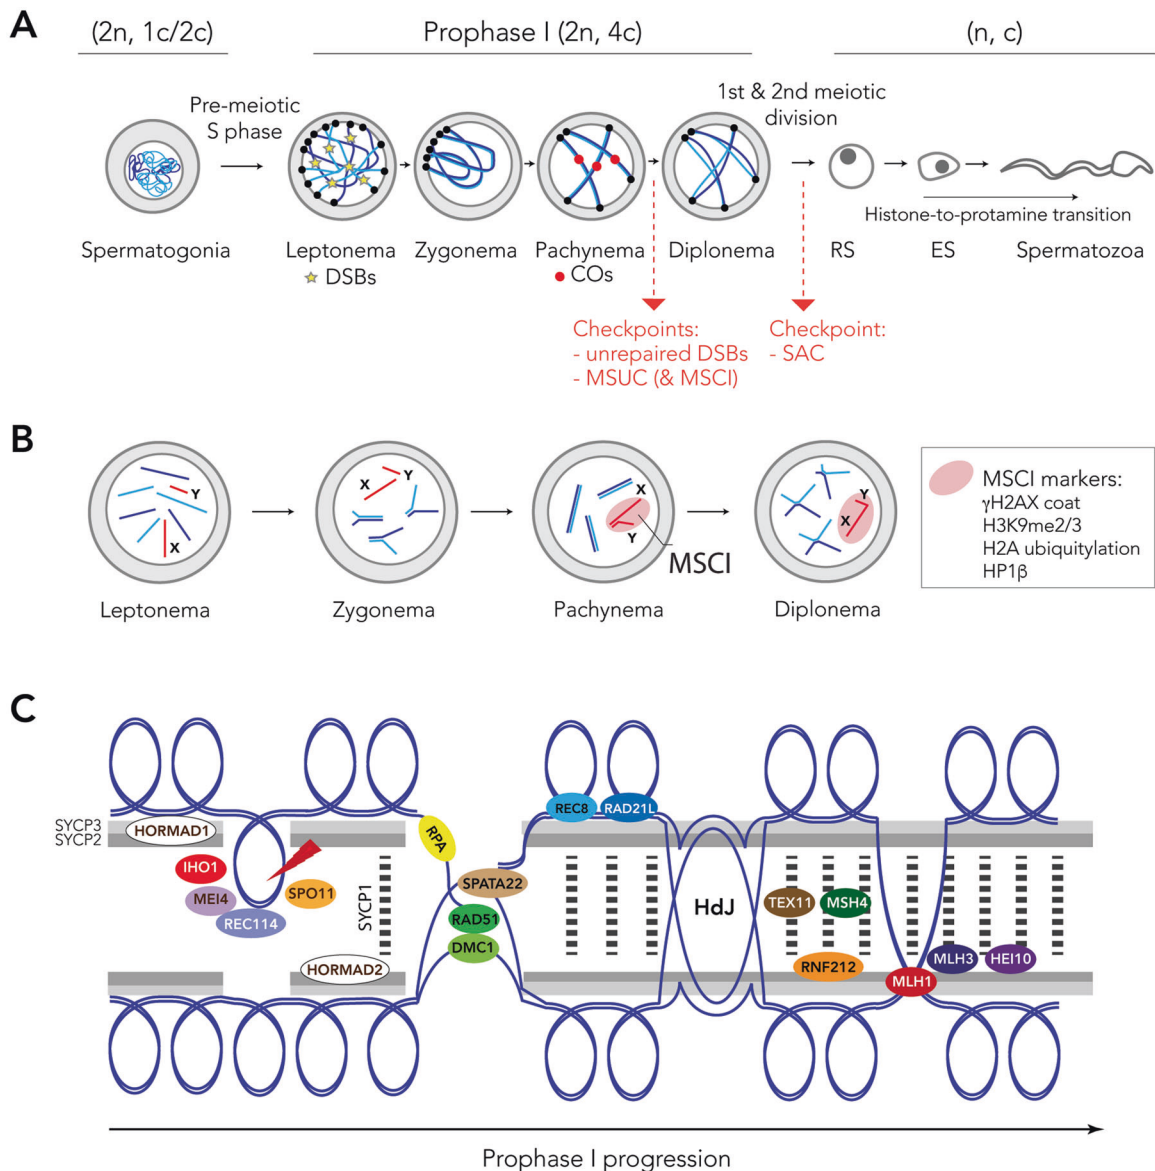 A
(2n, 1c/2c)
Prophase I (2n, 4c)
(n, c)
Pre-meiotic
S phase
1st & 2nd meiotic
division
Histone-to-protamine transition
Spermatogonia
Leptonema
Zygonema
Pachynema
Diplonema
RS
ES
Spermatozoa
DSBs
COs
Checkpoints:
- unrepaired DSBs
- MSUC (& MSCI)
Checkpoint:
- SAC
B
Y
X
X
Y
X
Y
MSCI
Y
X
Leptonema
Zygonema
Pachynema
Diplonema
MSCI markers:
γH2AX coat
H3K9me2/3
H2A ubiquitylation
HP1β
C
SYCP3
SYCP2
HORMAD1
IHO1
MEI4
REC114
SPO11
HORMAD2
SYCP1
RPA
SPATA22
RAD51
DMC1
REC8
RAD21L
HdJ
TEX11
MSH4
RNF212
MLH1
MLH3
HEI10
Prophase I progression